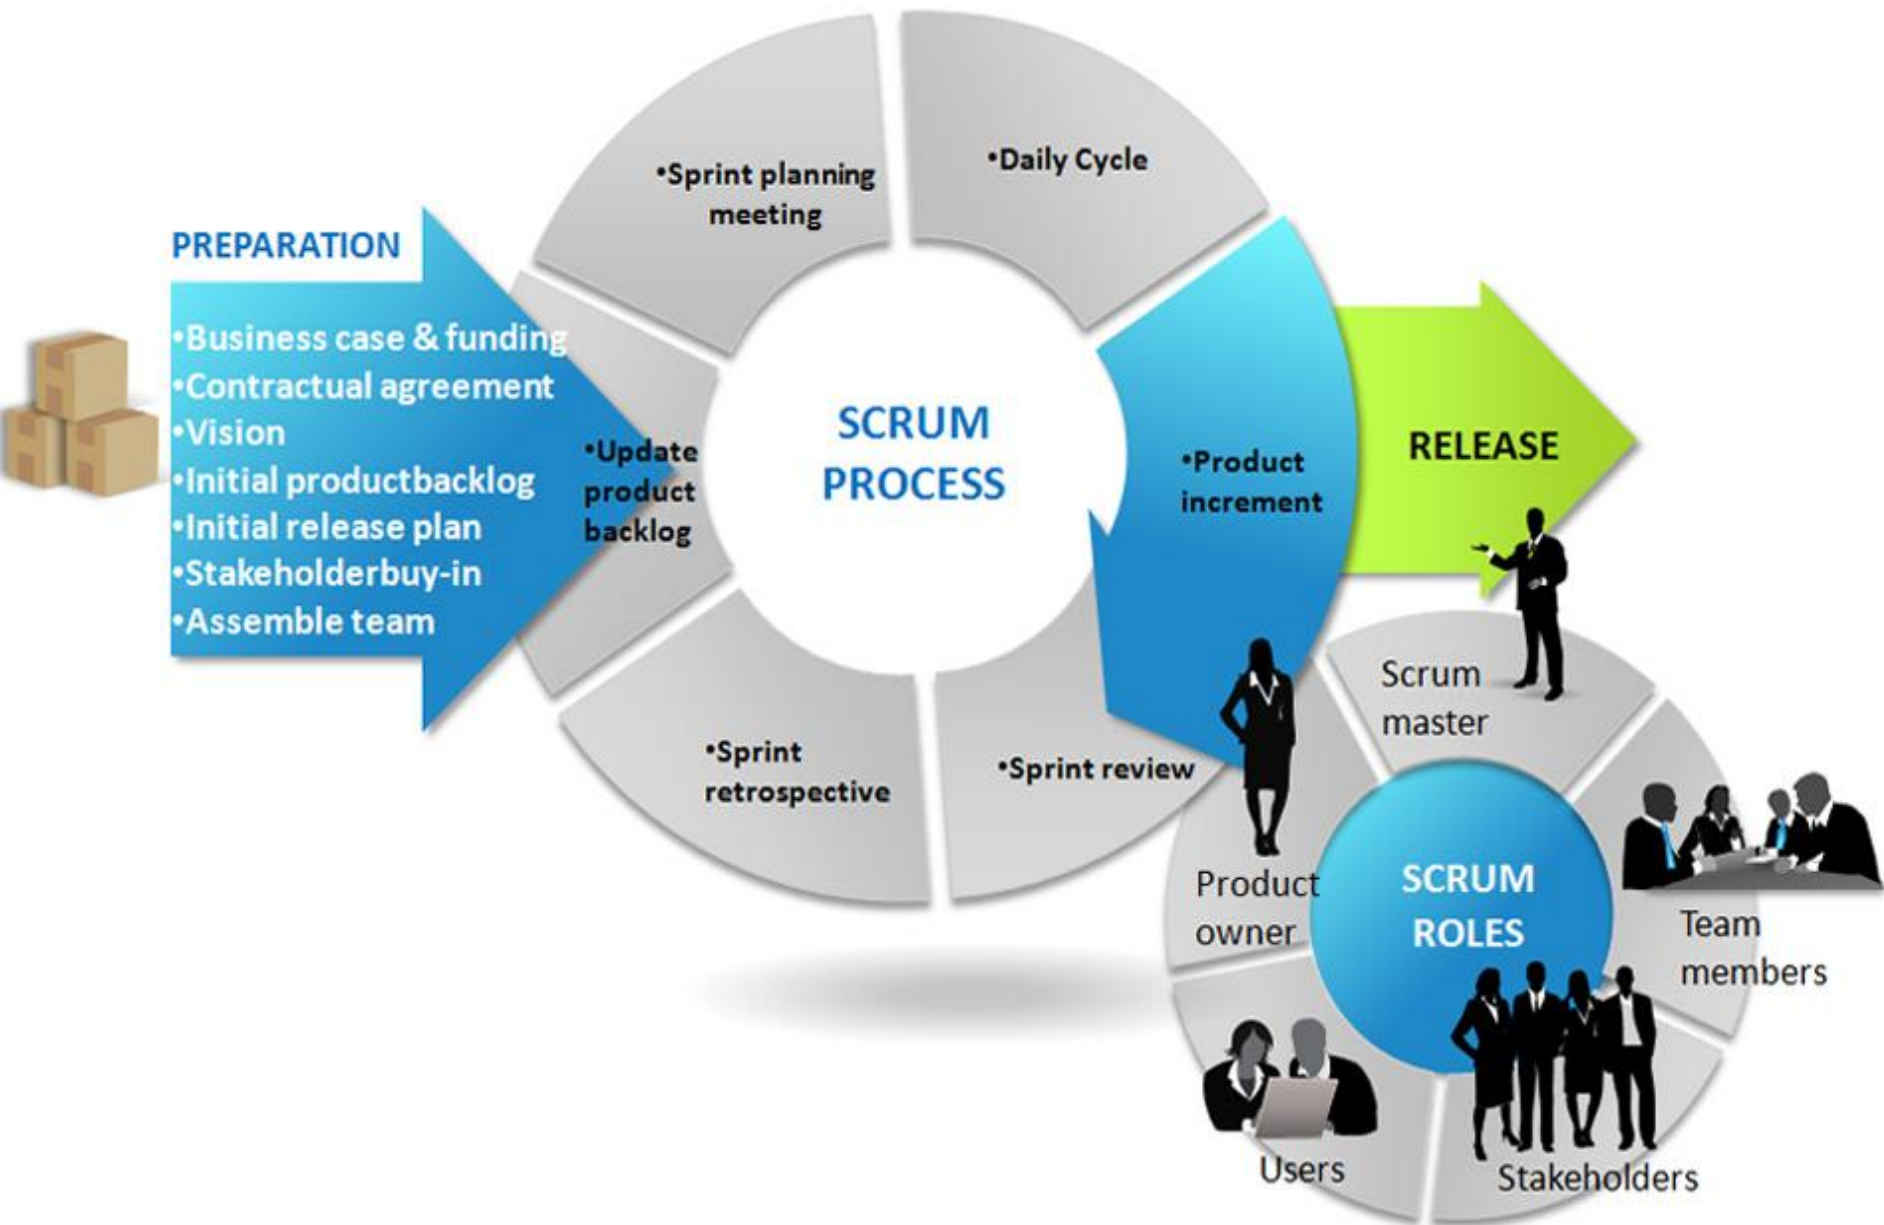 PREPARATION
•Business case & funding
•Contractual agreement
•Vision
•Initial productbacklog
•Initial release plan
•Stakeholderbuy-in
•Assemble team
•Update
product
backlog
•Sprint planning
meeting
•Daily Cycle
•Product
increment
•Sprint review
•Sprint
retrospective
SCRUM
PROCESS
RELEASE
SCRUM
ROLES
Scrum
master
Team
members
Stakeholders
Users
Product
owner